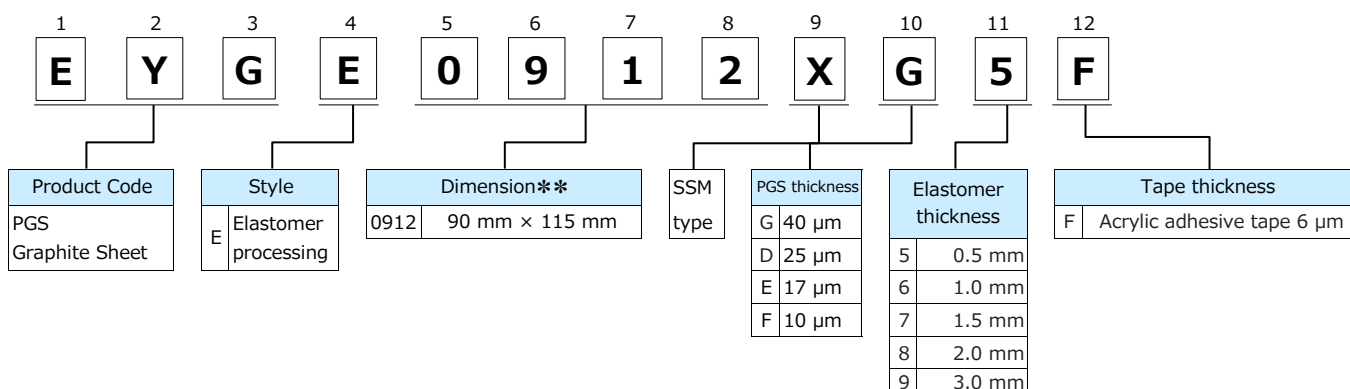 1 2 3 4 5 6 7 8 9 10 11 12
E Y G E 0 9 1 2 X G 5 F
Product Code
PGS
Graphite Sheet
Style
E Elastomer processing
Dimension**
0912 90 mm × 115 mm
SSM
type
PGS thickness
G 40 µm
D 25 µm
E 17 µm
F 10 µm
Elastomer
thickness
5 0.5 mm
6 1.0 mm
7 1.5 mm
8 2.0 mm
9 3.0 mm
Tape thickness
F Acrylic adhesive tape 6 µm